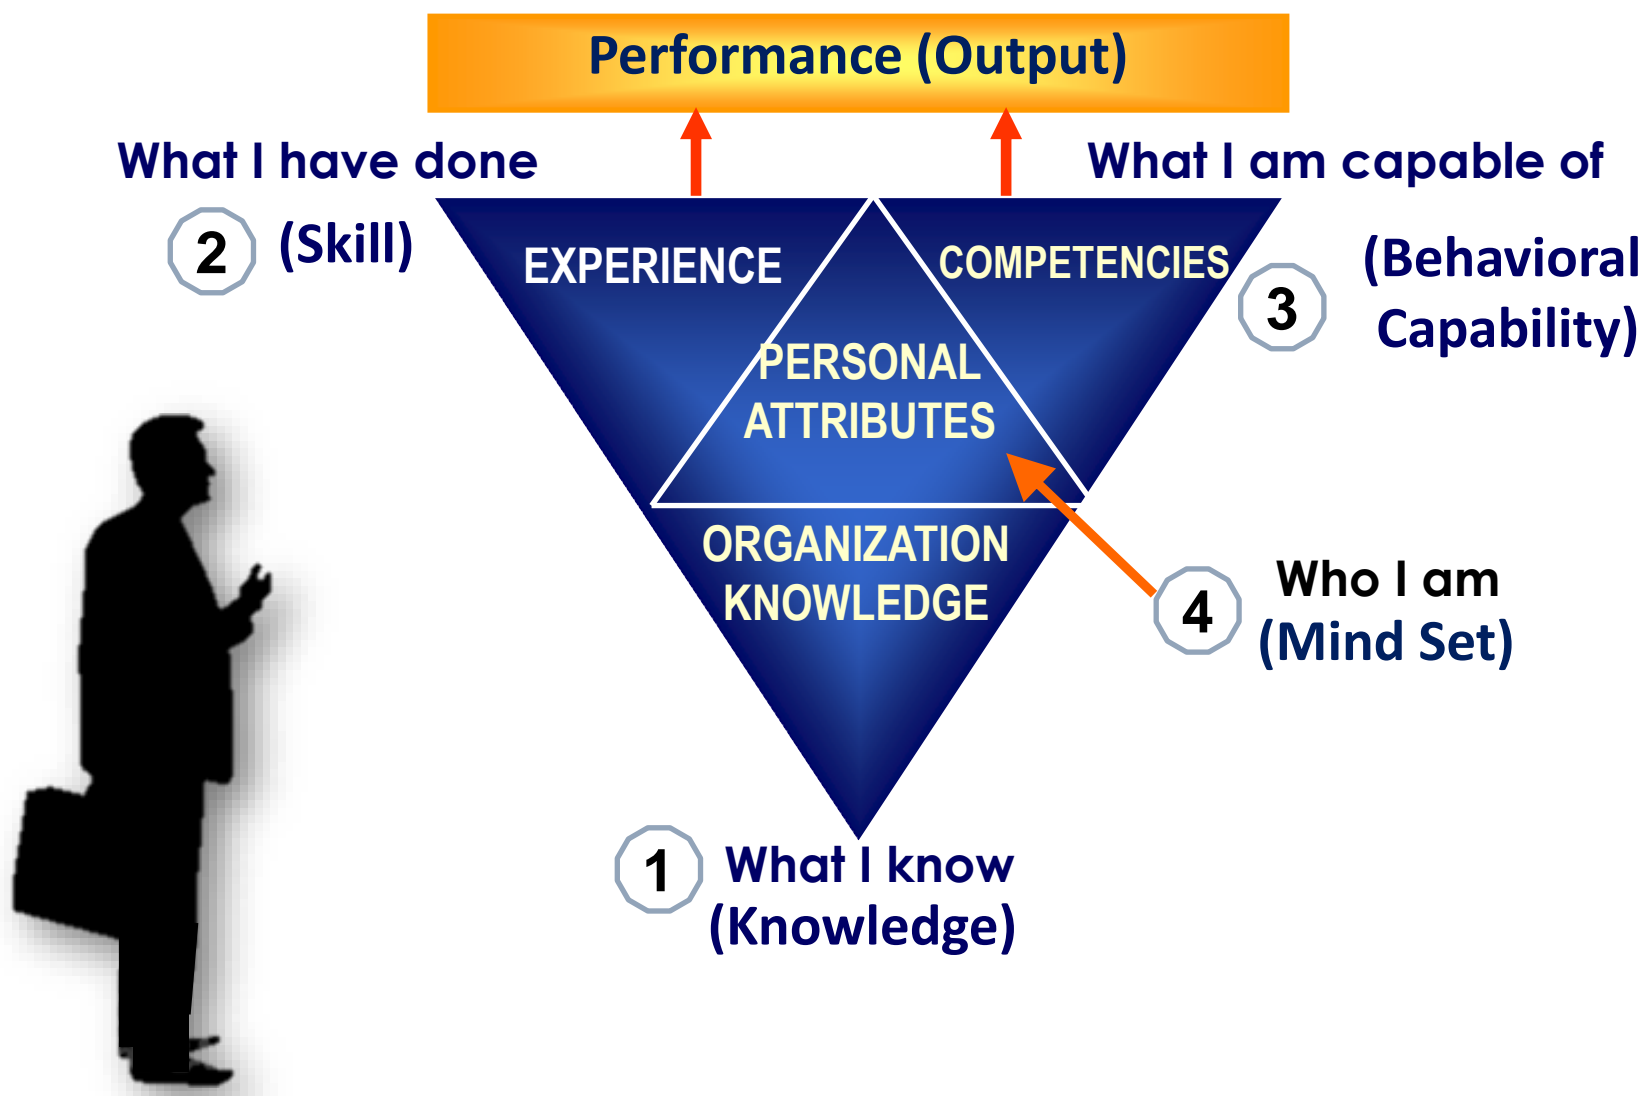 Performance (Output)
What I have done
What I am capable of
2
(Skill)
EXPERIENCE
COMPETENCIES
3
(Behavioral
Capability)
PERSONAL
ATTRIBUTES
ORGANIZATION
KNOWLEDGE
4
Who I am
(Mind Set)
1
What I know
(Knowledge)